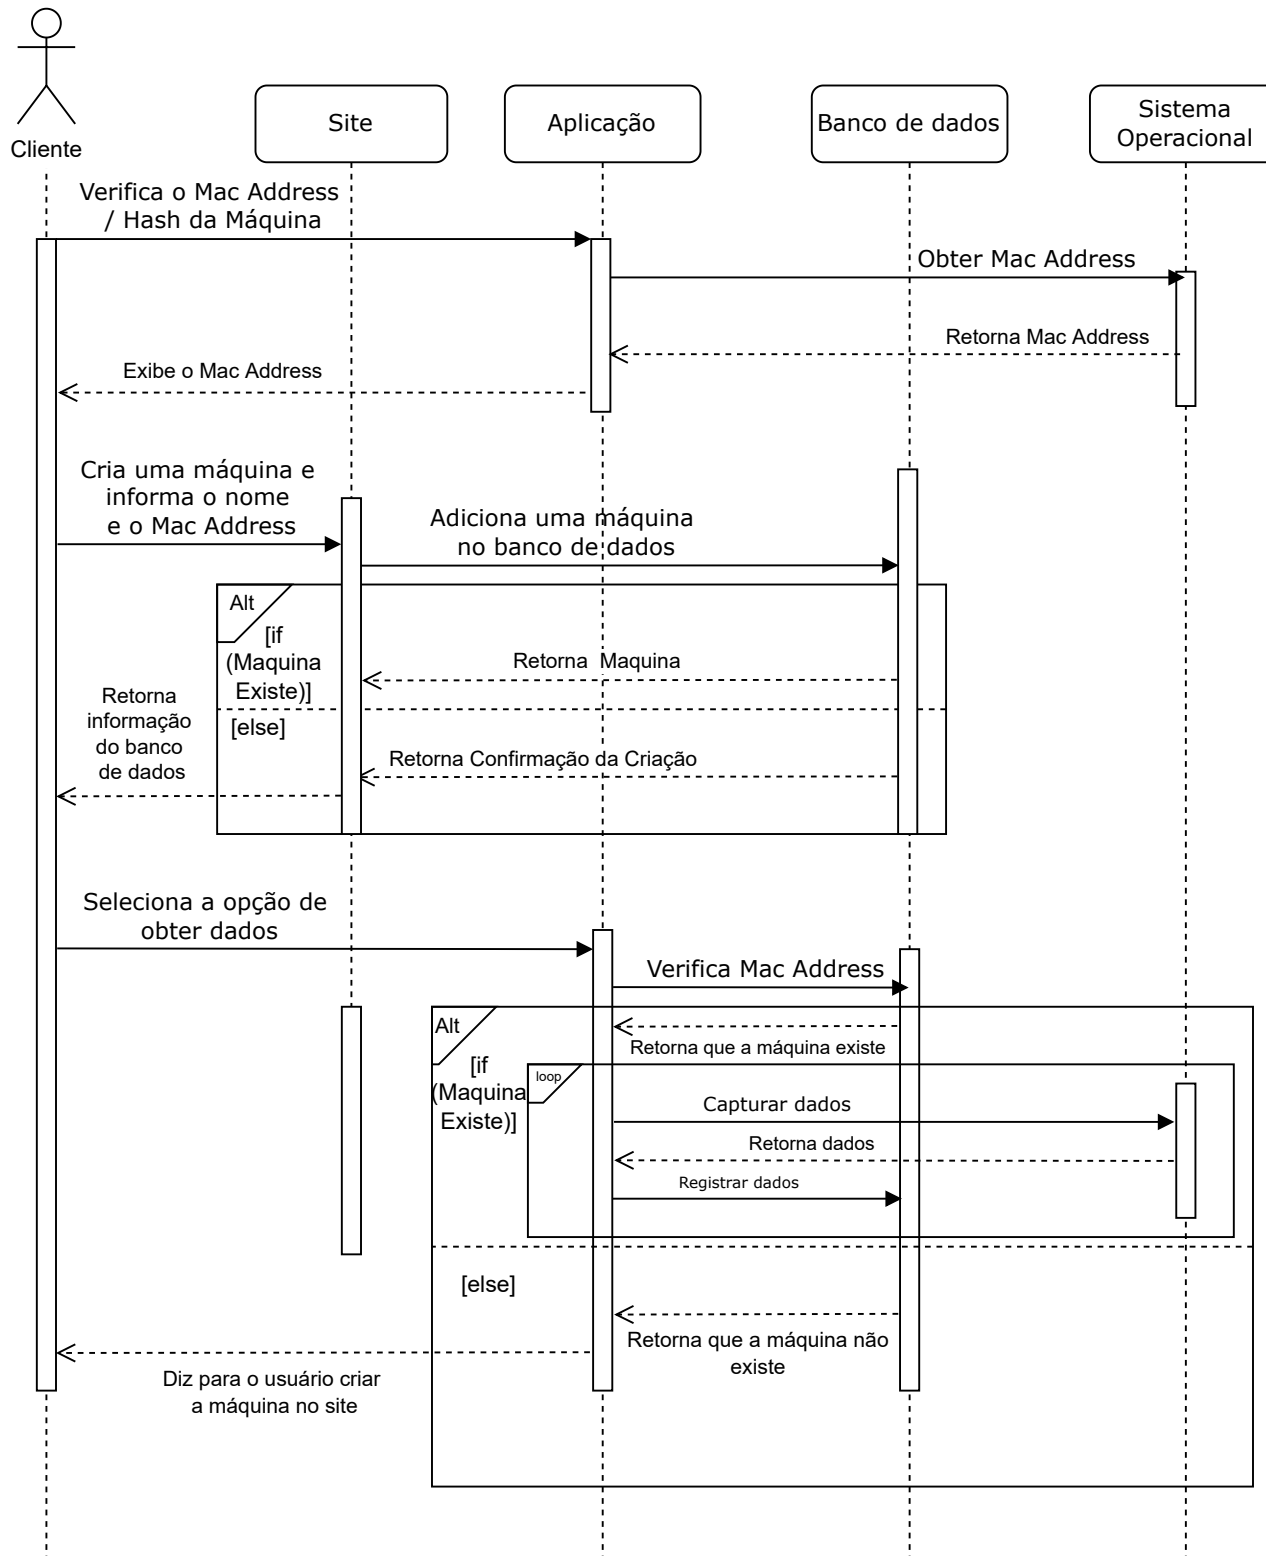 Cliente
Site
Aplicação
Banco de dados
Sistema
Operacional
Verifica o Mac Address
/ Hash da Máquina
Obter Mac Address
Retorna Mac Address
Exibe o Mac Address
Cria uma máquina e
informa o nome
e o Mac Address
Adiciona uma máquina
no banco de dados
Alt
[if
(Maquina
Existe)]
Retorna Maquina
[else]
Retorna Confirmação da Criação
Retorna
informação
do banco
de dados
Seleciona a opção de
obter dados
Verifica Mac Address
Alt
[if
(Maquina
Existe)]
Retorna que a máquina existe
loop
Capturar dados
Retorna dados
Registrar dados
[else]
Retorna que a máquina não
existe
Diz para o usuário criar
a máquina no site